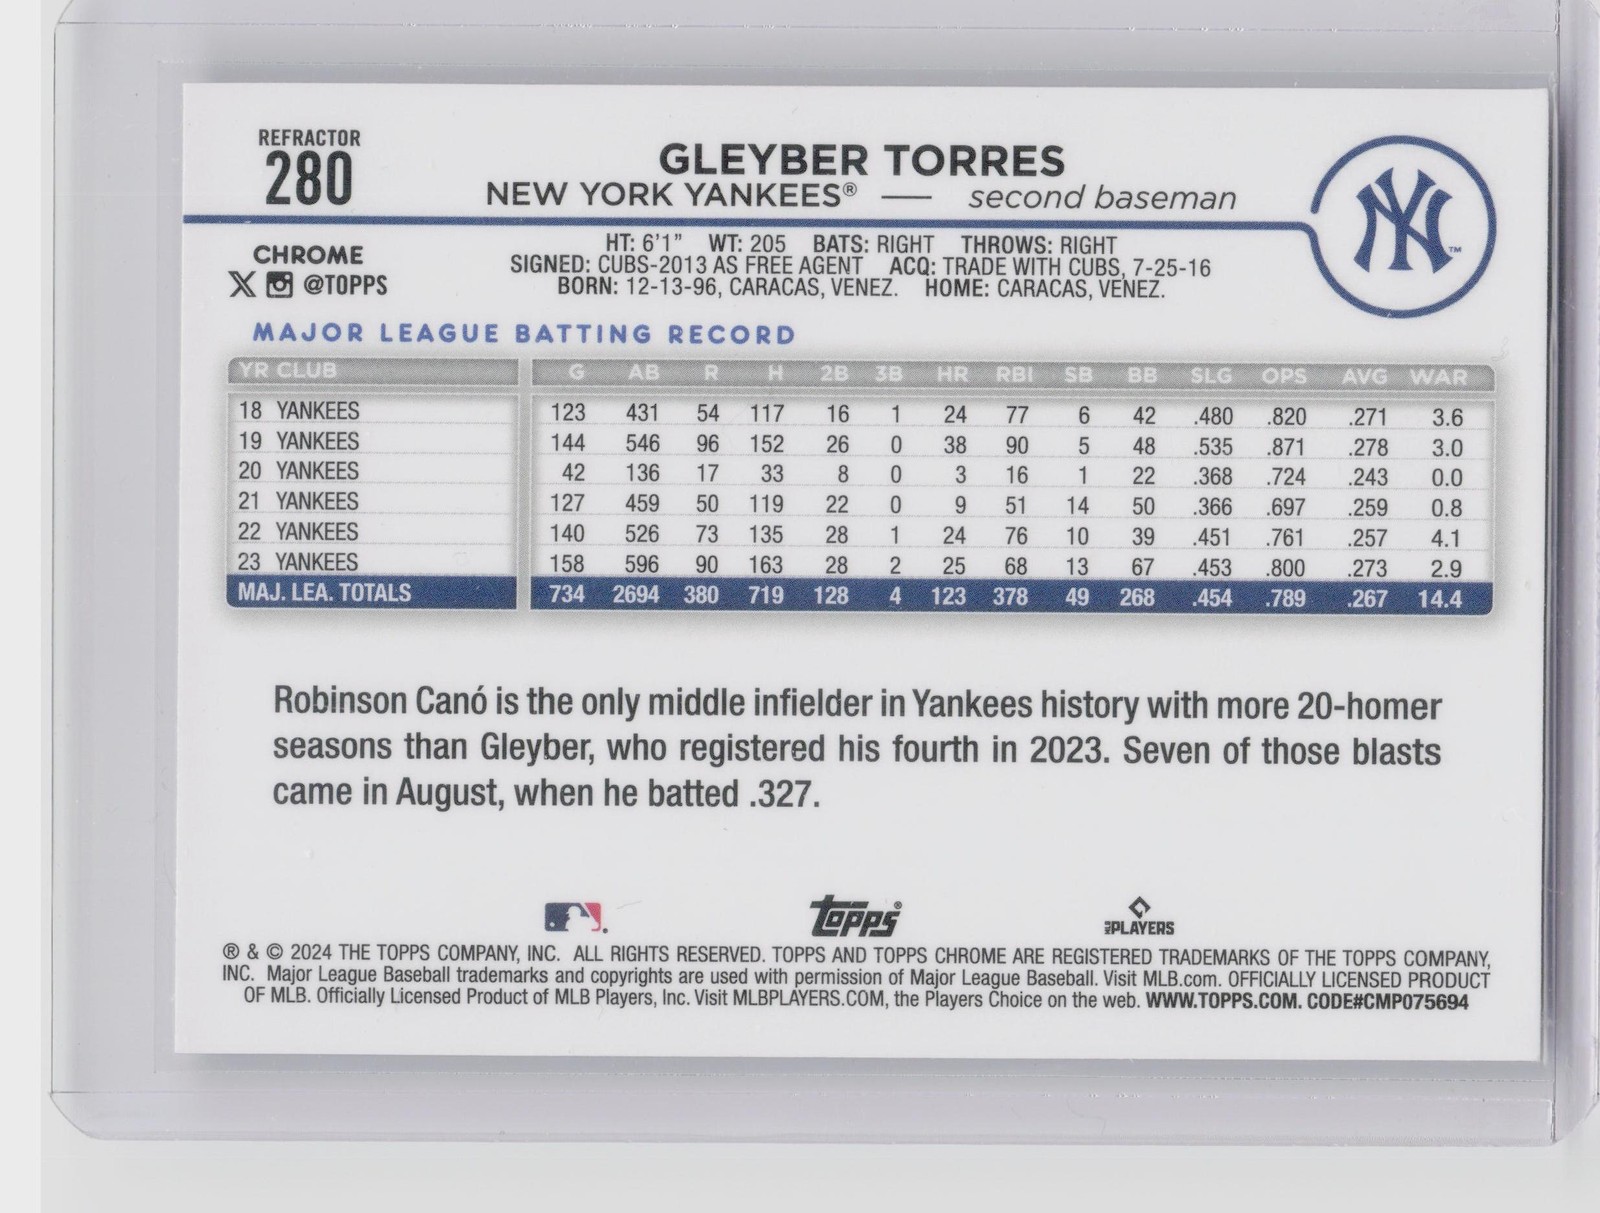 REFRACTOR
280
GLEYBER TORRES
NEW YORK YANKEES® — second baseman
CHROME
X @TOPPS
HT: 6'1" WT: 205 BATS: RIGHT THROWS: RIGHT
SIGNED: CUBS-2013 AS FREE AGENT ACQ: TRADE WITH CUBS, 7-25-16
BORN: 12-13-96, CARACAS, VENEZ. HOME: CARACAS, VENEZ.
NY™
MAJOR LEAGUE BATTING RECORD
YR CLUB G AB R H 2B 3B HR RBI SB BB SLG OPS AVG WAR
18 YANKEES 123 431 54 117 16 1 24 77 6 42 .480 .820 .271 3.6
19 YANKEES 144 546 96 152 26 0 38 90 5 48 .535 .871 .278 3.0
20 YANKEES 42 136 17 33 8 0 3 16 1 22 .368 .724 .243 0.0
21 YANKEES 127 459 50 119 22 0 9 51 14 50 .366 .697 .259 0.8
22 YANKEES 140 526 73 135 28 1 24 76 10 39 .451 .761 .257 4.1
23 YANKEES 158 596 90 163 28 2 25 68 13 67 .453 .800 .273 2.9
MAJ. LEA. TOTALS 734 2694 380 719 128 4 123 378 49 268 .454 .789 .267 14.4
Robinson Canó is the only middle infielder in Yankees history with more 20-homer
seasons than Gleyber, who registered his fourth in 2023. Seven of those blasts
came in August, when he batted .327.
Topps®
MLBPLAYERS
® & © 2024 THE TOPPS COMPANY, INC. ALL RIGHTS RESERVED. TOPPS AND TOPPS CHROME ARE REGISTERED TRADEMARKS OF THE TOPPS COMPANY,
INC. Major League Baseball trademarks and copyrights are used with permission of Major League Baseball. Visit MLB.com. OFFICIALLY LICENSED PRODUCT
OF MLB. Officially Licensed Product of MLB Players, Inc. Visit MLBPLAYERS.COM, the Players Choice on the web. WWW.TOPPS.COM. CODE#CMP075694